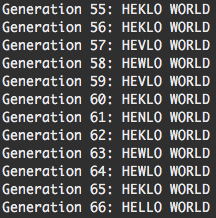 Generation 55: HEKLO WORLD
Generation 56: HEKLO WORLD
Generation 57: HEVLO WORLD
Generation 58: HEWLO WORLD
Generation 59: HEVLO WORLD
Generation 60: HEKLO WORLD
Generation 61: HENLO WORLD
Generation 62: HEKLO WORLD
Generation 63: HEWLO WORLD
Generation 64: HEWLO WORLD
Generation 65: HEKLO WORLD
Generation 66: HELLO WORLD